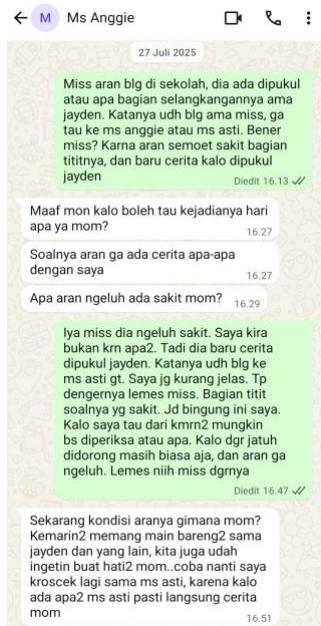 Ms Anggie
M
27 Juli 2025
Miss aran blg di sekolah, dia ada dipukul
atau apa bagian selangkangannya ama
jayden. Katanya udh blg ama miss, ga
tau ke ms anggie atau ms asti. Bener
miss? Karna aran semoet sakit bagian
tititnya, dan baru cerita kalo dipukul
jayden
Diedit 16.13
Maaf mon kalo boleh tau kejadianya hari
apa ya mom?
16.27
Soalnya aran ga ada cerita apa-apa
dengan saya
16.27
Apa aran ngeluh ada sakit mom?
16.29
Iya miss dia ngeluh sakit. Saya kira
bukan krn apa2. Tadi dia baru cerita
dipukul jayden. Katanya udh blg ke
ms asti gt. Saya jg kurang jelas. Tp
dengernya lemes miss. Bagian titit
soalnya yg sakit. Jd bingung ini saya.
Kalo saya tau dari kmrn2 mungkin
bs diperiksa atau apa. Kalo dgr jatuh
didorong masih biasa aja, dan aran ga
ngeluh. Lemes niih miss dgrnya
Diedit 16.47
Sekarang kondisi aranya gimana mom?
Kemarin2 memang main bareng2 sama
jayden dan yang lain, kita juga udah
ingetin buat hati2 mom..coba nanti saya
kroscek lagi sama ms asti, karena kalo
ada apa2 ms asti pasti langsung cerita
mom
16.51